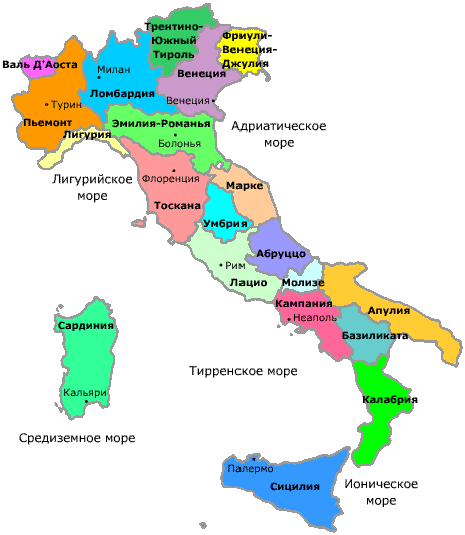 Трентино-
Южный
Тироль
Фриули-
Венеция-
Джулия
Валь Д'Аоста
Милан
Венеция
Ломбардия
Турин
Венеция
Пьемонт
Эмилия-Романья
Адриатическое
море
Лигурия
Болонья
Флоренция
Лигурийское
море
Марке
Тоскана
Умбрия
Абруццо
Рим
Лацио
Молизе
Кампания
Апулия
Неаполь
Сардиния
Базиликата
Тирренское море
Кальяри
Калабрия
Средиземное море
Палермо
Сицилия
Ионическое
море